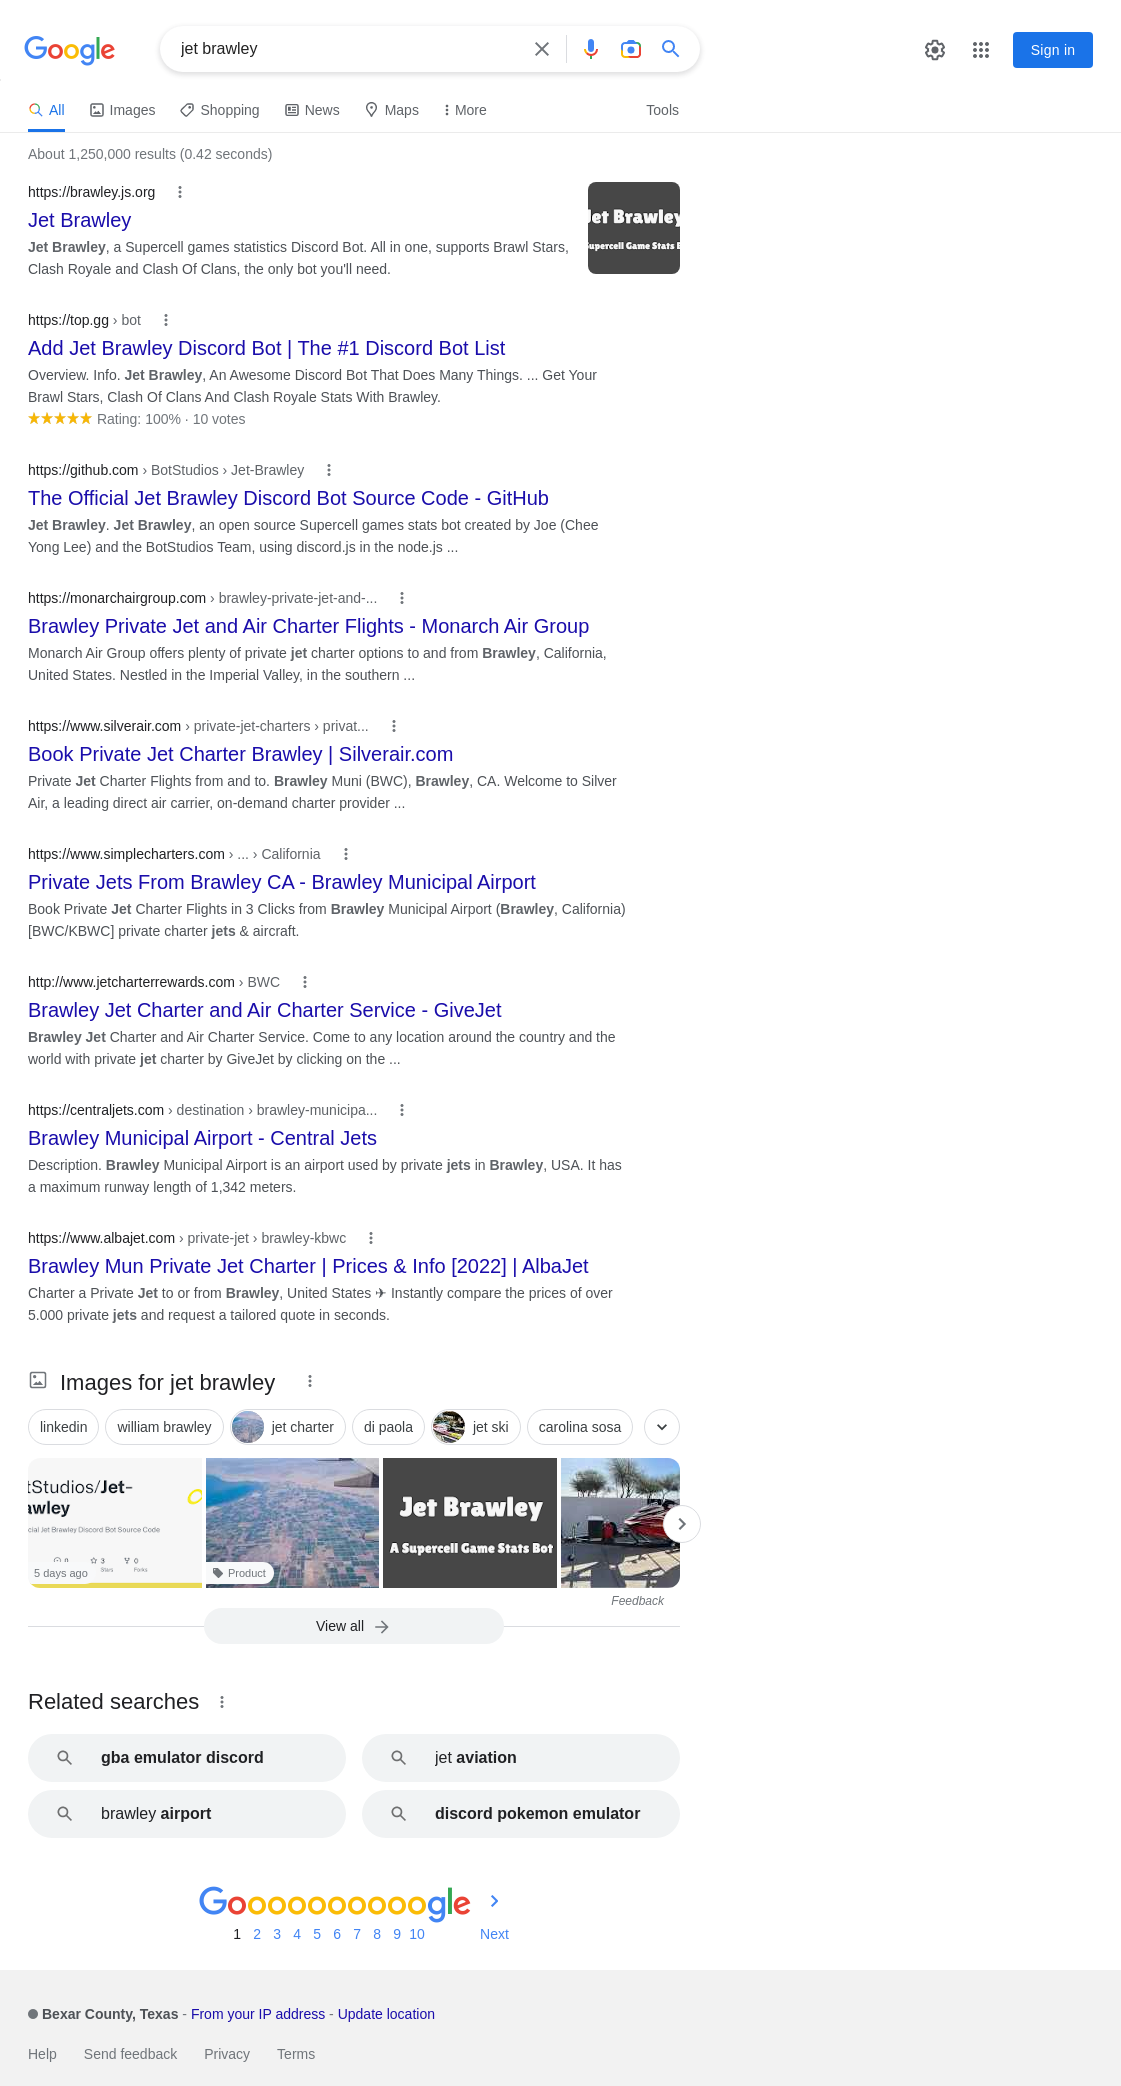 Google
jet brawley
Sign in
All
Images
Shopping
News
Maps
More
Tools
About 1,250,000 results (0.42 seconds)
https://brawley.js.org
Jet Brawley
Jet Brawley, a Supercell games statistics Discord Bot. All in one, supports Brawl Stars,
Clash Royale and Clash Of Clans, the only bot you'll need.
Jet Brawley
Supercell Game Stats B
https://top.gg › bot
Add Jet Brawley Discord Bot | The #1 Discord Bot List
Overview. Info. Jet Brawley, An Awesome Discord Bot That Does Many Things. ... Get Your
Brawl Stars, Clash Of Clans And Clash Royale Stats With Brawley.
Rating: 100% · 10 votes
https://github.com › BotStudios › Jet-Brawley
The Official Jet Brawley Discord Bot Source Code - GitHub
Jet Brawley. Jet Brawley, an open source Supercell games stats bot created by Joe (Chee
Yong Lee) and the BotStudios Team, using discord.js in the node.js ...
https://monarchairgroup.com › brawley-private-jet-and-...
Brawley Private Jet and Air Charter Flights - Monarch Air Group
Monarch Air Group offers plenty of private jet charter options to and from Brawley, California,
United States. Nestled in the Imperial Valley, in the southern ...
https://www.silverair.com › private-jet-charters › privat...
Book Private Jet Charter Brawley | Silverair.com
Private Jet Charter Flights from and to. Brawley Muni (BWC), Brawley, CA. Welcome to Silver
Air, a leading direct air carrier, on-demand charter provider ...
https://www.simplecharters.com › ... › California
Private Jets From Brawley CA - Brawley Municipal Airport
Book Private Jet Charter Flights in 3 Clicks from Brawley Municipal Airport (Brawley, California)
[BWC/KBWC] private charter jets & aircraft.
http://www.jetcharterrewards.com › BWC
Brawley Jet Charter and Air Charter Service - GiveJet
Brawley Jet Charter and Air Charter Service. Come to any location around the country and the
world with private jet charter by GiveJet by clicking on the ...
https://centraljets.com › destination › brawley-municipa...
Brawley Municipal Airport - Central Jets
Description. Brawley Municipal Airport is an airport used by private jets in Brawley, USA. It has
a maximum runway length of 1,342 meters.
https://www.albajet.com › private-jet › brawley-kbwc
Brawley Mun Private Jet Charter | Prices & Info [2022] | AlbaJet
Charter a Private Jet to or from Brawley, United States ✈ Instantly compare the prices of over
5.000 private jets and request a tailored quote in seconds.
Images for jet brawley
linkedin
william brawley
jet charter
di paola
jet ski
carolina sosa
tStudios/Jet-
awley
cial Jet Brawley Discord Bot Source Code
0
3
0
Stars
Forks
5 days ago
Product
Jet Brawley
A Supercell Game Stats Bot
Feedback
View all
Related searches
gba emulator discord
jet aviation
brawley airport
discord pokemon emulator
Goooooooooogle
1 2 3 4 5 6 7 8 9 10
Next
Bexar County, Texas - From your IP address - Update location
Help
Send feedback
Privacy
Terms